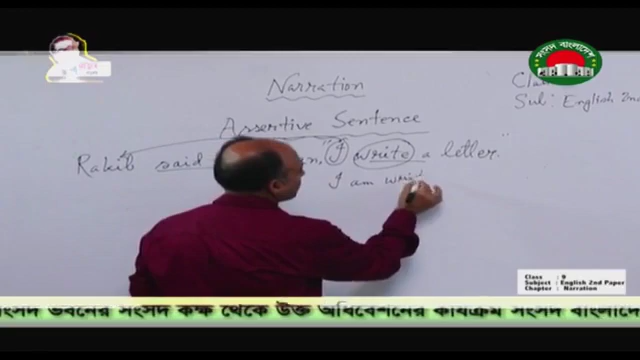 সংসদ বাংলাদেশ
Narration
Sub: English 2nd
Assertive Sentence
Rakib said "I write a letter."
I am
Class : 9
Subject : English 2nd Paper
Chapter : Narration
সংসদ ভবনের সংসদ কক্ষ থেকে উক্ত অধিবেশনের কার্যক্রম সংসদ বাংলাদে